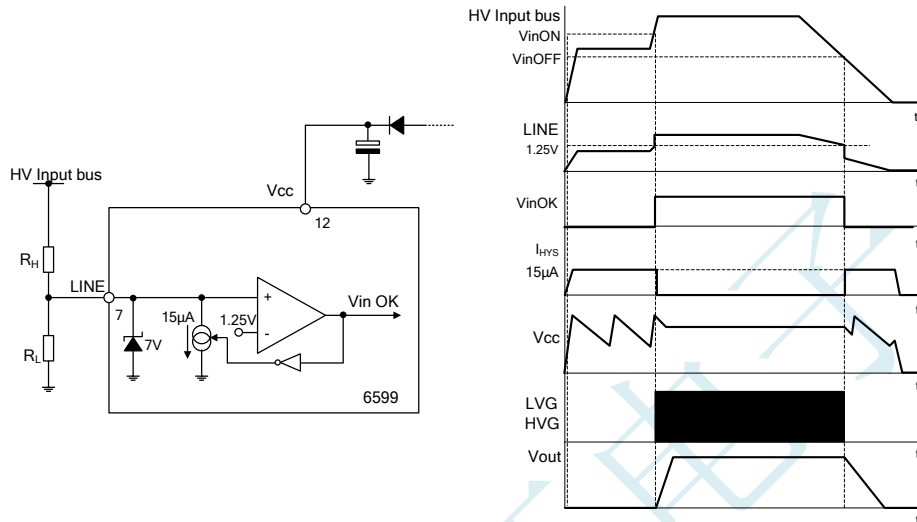 HV Input bus
VinON
VinOFF
t
LINE
1.25V
t
VinOK
t
IHYS
15µA
t
Vcc
t
LVG
HVG
t
Vout
t
HV Input bus
Vcc
12
RH
LINE
7
RL
7V
15µA
1.25V
+
-
Vin OK
6599